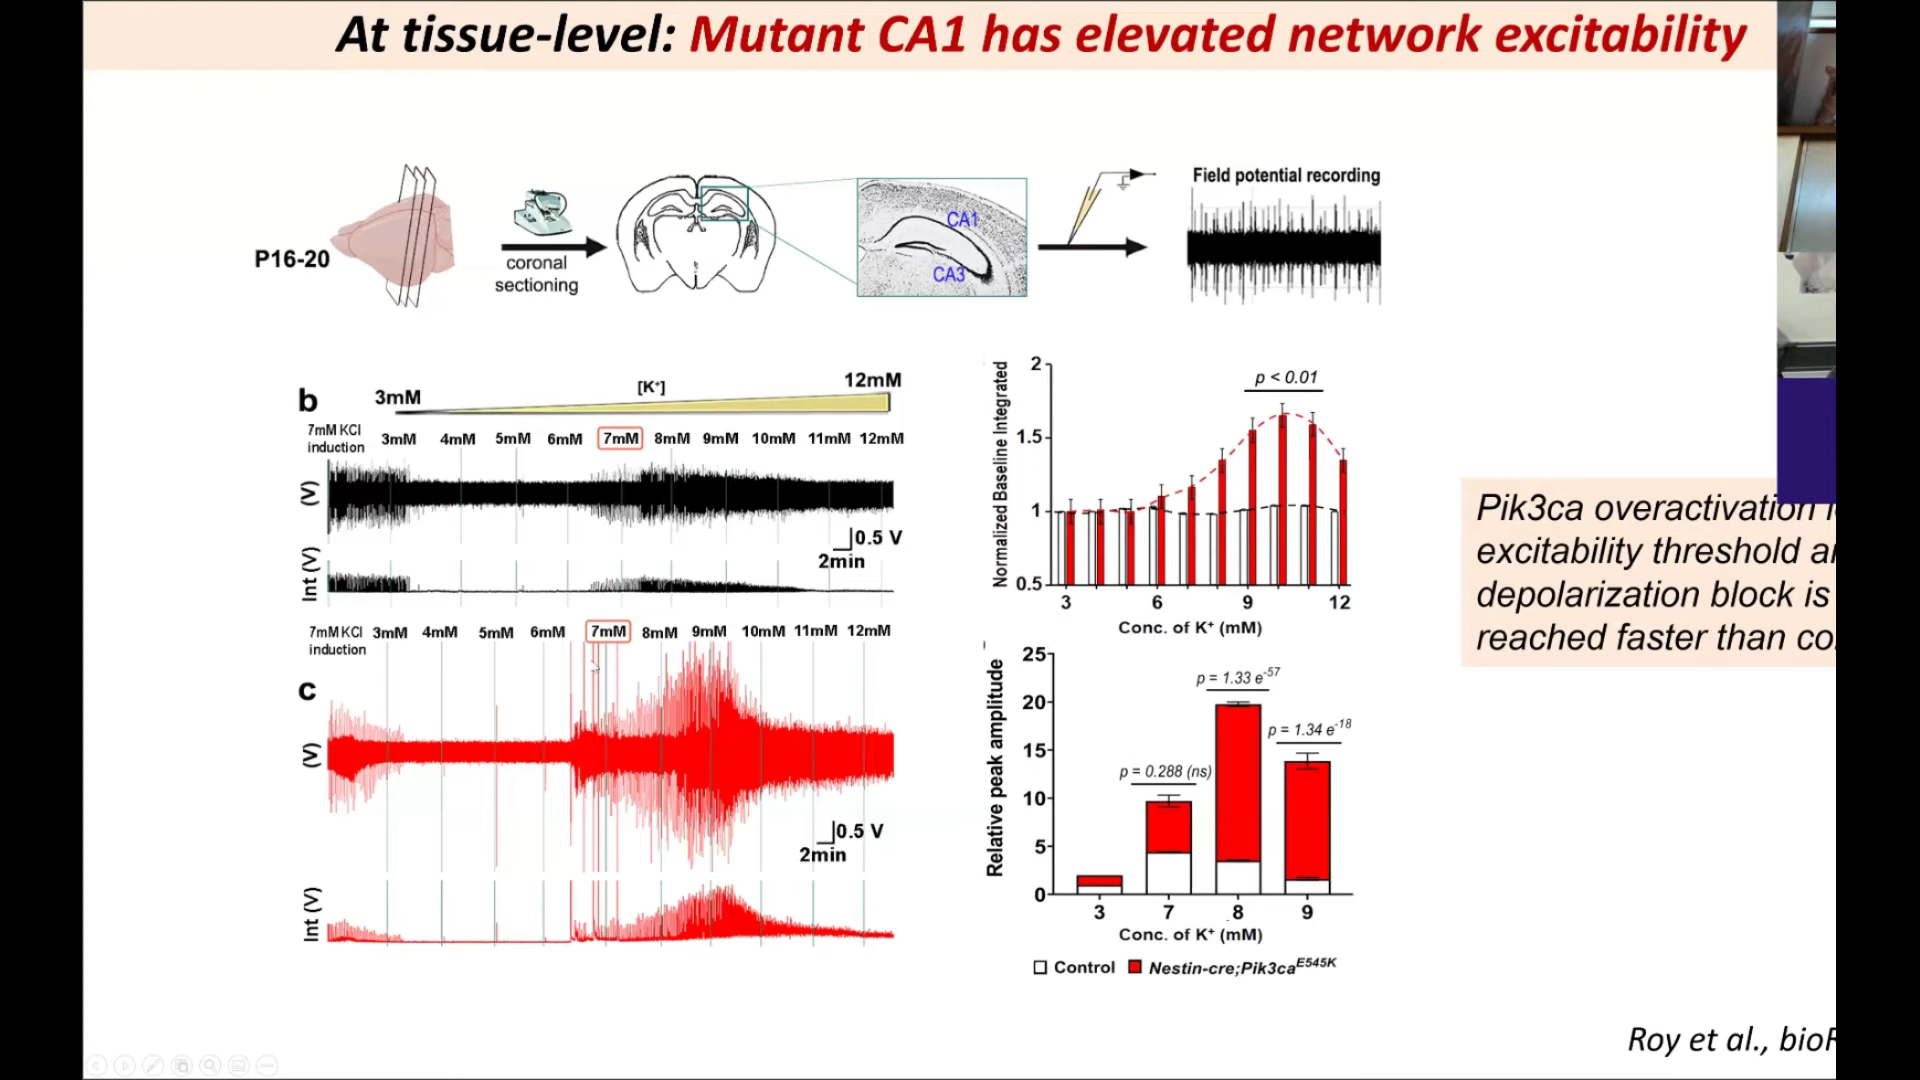 At tissue-level: Mutant CA1 has elevated network excitability
P16-20
coronal
sectioning
CA1
CA3
Field potential recording
b
3mM
[K⁺]
12mM
7mM KCl
induction
3mM 4mM 5mM 6mM 7mM 8mM 9mM 10mM 11mM 12mM
(V)
0.5 V
2min
Int (V)
7mM KCl
induction
3mM 4mM 5mM 6mM 7mM 8mM 9mM 10mM 11mM 12mM
c
(V)
0.5 V
2min
Int (V)
Normalized Baseline Integrated
2
1.5
1
0.5
p < 0.01
3 6 9 12
Conc. of K⁺ (mM)
Relative peak amplitude
25
20
15
10
5
0
p = 0.288 (ns)
p = 1.33 e⁻⁵⁷
p = 1.34 e⁻¹⁸
3 7 8 9
Conc. of K⁺ (mM)
Control Nestin-cre;Pik3caᴱ⁵⁴⁵ᴷ
Pik3ca overactivation
excitability threshold
depolarization block is
reached faster than
Roy et al.,